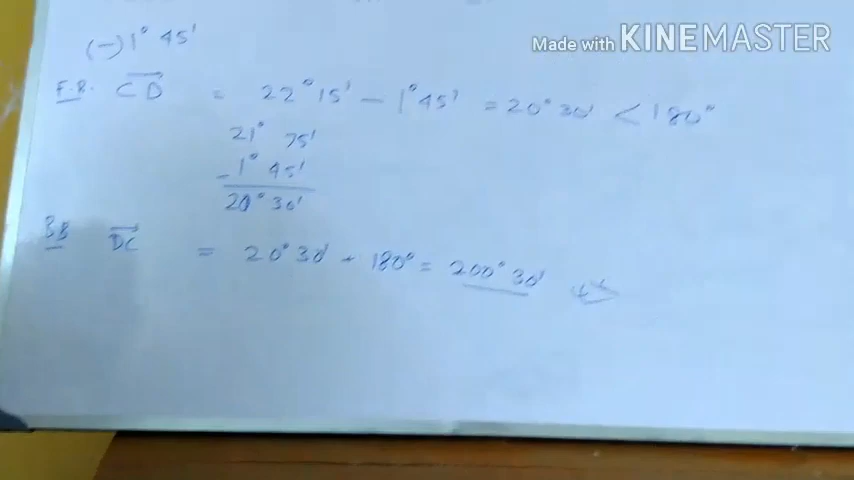 Made with KINEMASTER
(-) 1° 45'
F.B. CD = 22° 15' - 1° 45' = 20° 30' < 180°
21° 75'
- 1° 45'
20° 30'
BB DC = 20° 30' + 180° = 200° 30'